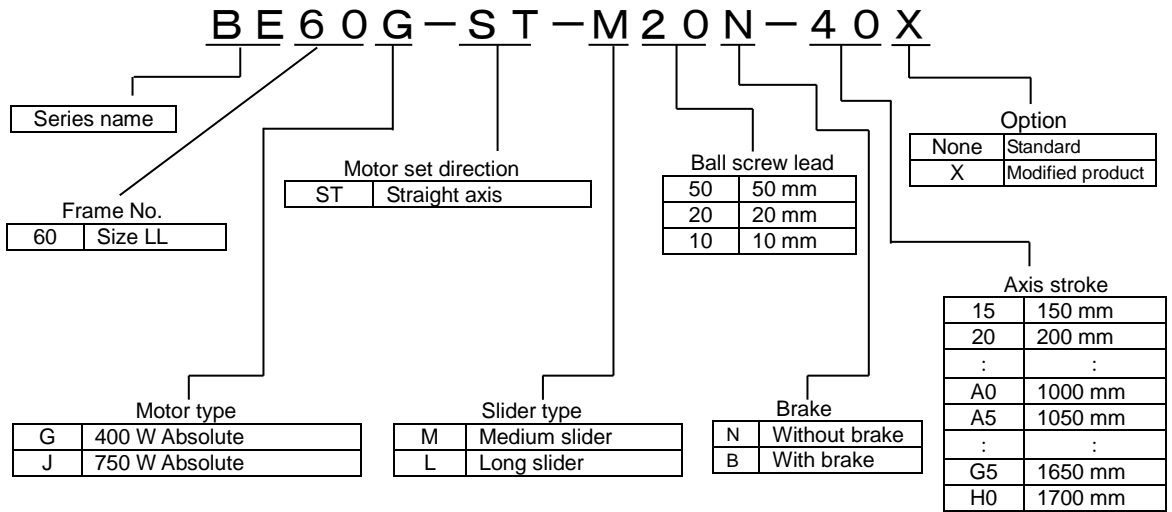 BE60G－ST－M20N－40X
Series name
Frame No.
60 Size LL
Motor set direction
ST Straight axis
Ball screw lead
50 50 mm
20 20 mm
10 10 mm
Option
None Standard
X Modified product
Axis stroke
15 150 mm
20 200 mm
: :
A0 1000 mm
A5 1050 mm
: :
G5 1650 mm
H0 1700 mm
Motor type
G 400 W Absolute
J 750 W Absolute
Slider type
M Medium slider
L Long slider
Brake
N Without brake
B With brake